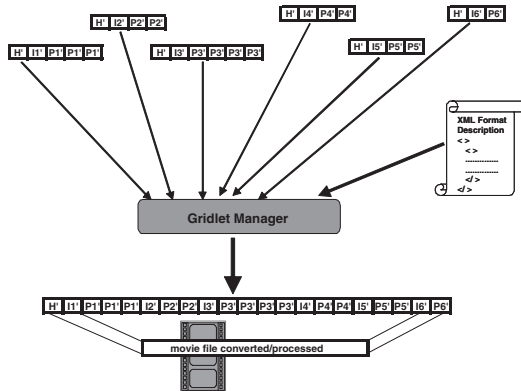 H' I2' P2' P2'
H' I4' P4' P4'
H' I6' P6'
H' I1' P1' P1' P1'
H' I3' P3' P3' P3' P3'
H' I5' P5' P5'
XML Format
Description
< >
< >
--------------
--------------
</ >
</ >
Gridlet Manager
H' I1' P1' P1' P1' I2' P2' P2' I3' P3' P3' P3' P3' I4' P4' P4' I5' P5' P5' I6' P6'
movie file converted/processed